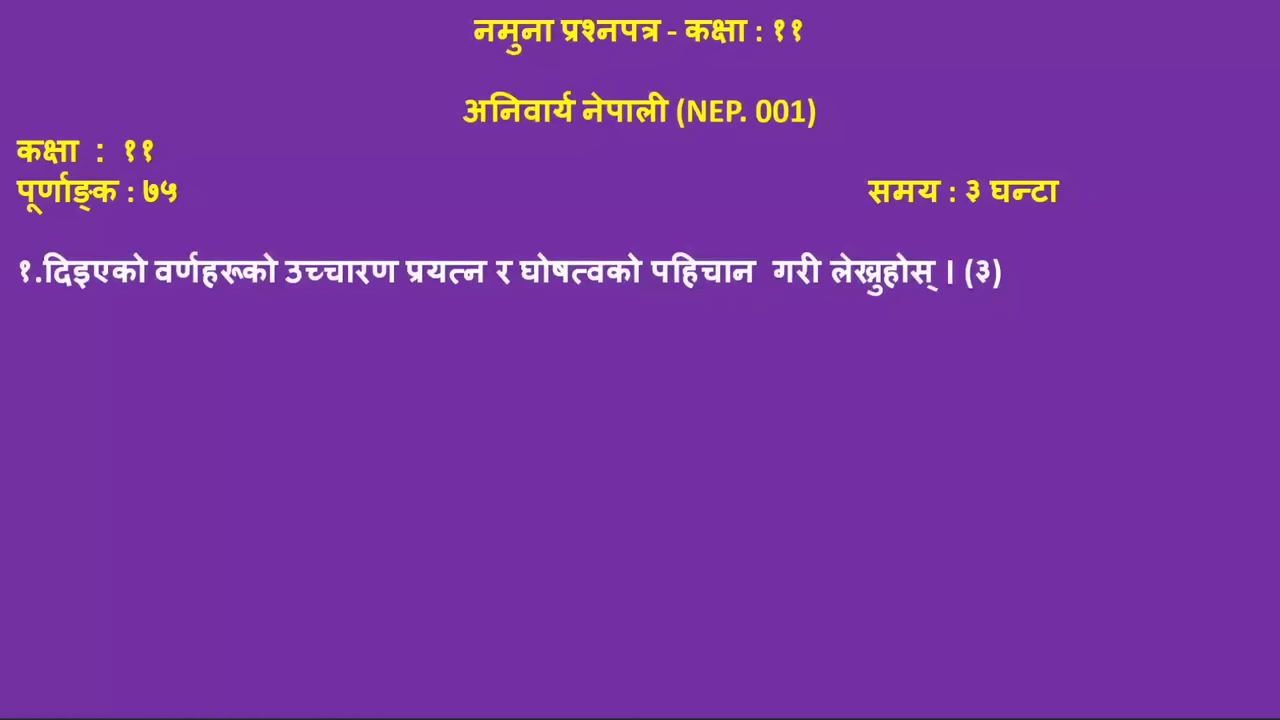 नमुना प्रश्नपत्र - कक्षा : ११
अनिवार्य नेपाली (NEP. 001)
कक्षा : ११
पूर्णाङ्क : ७५ समय : ३ घन्टा
१.दिइएको वर्णहरूको उच्चारण प्रयत्न र घोषत्वको पहिचान गरी लेख्नुहोस् । (३)